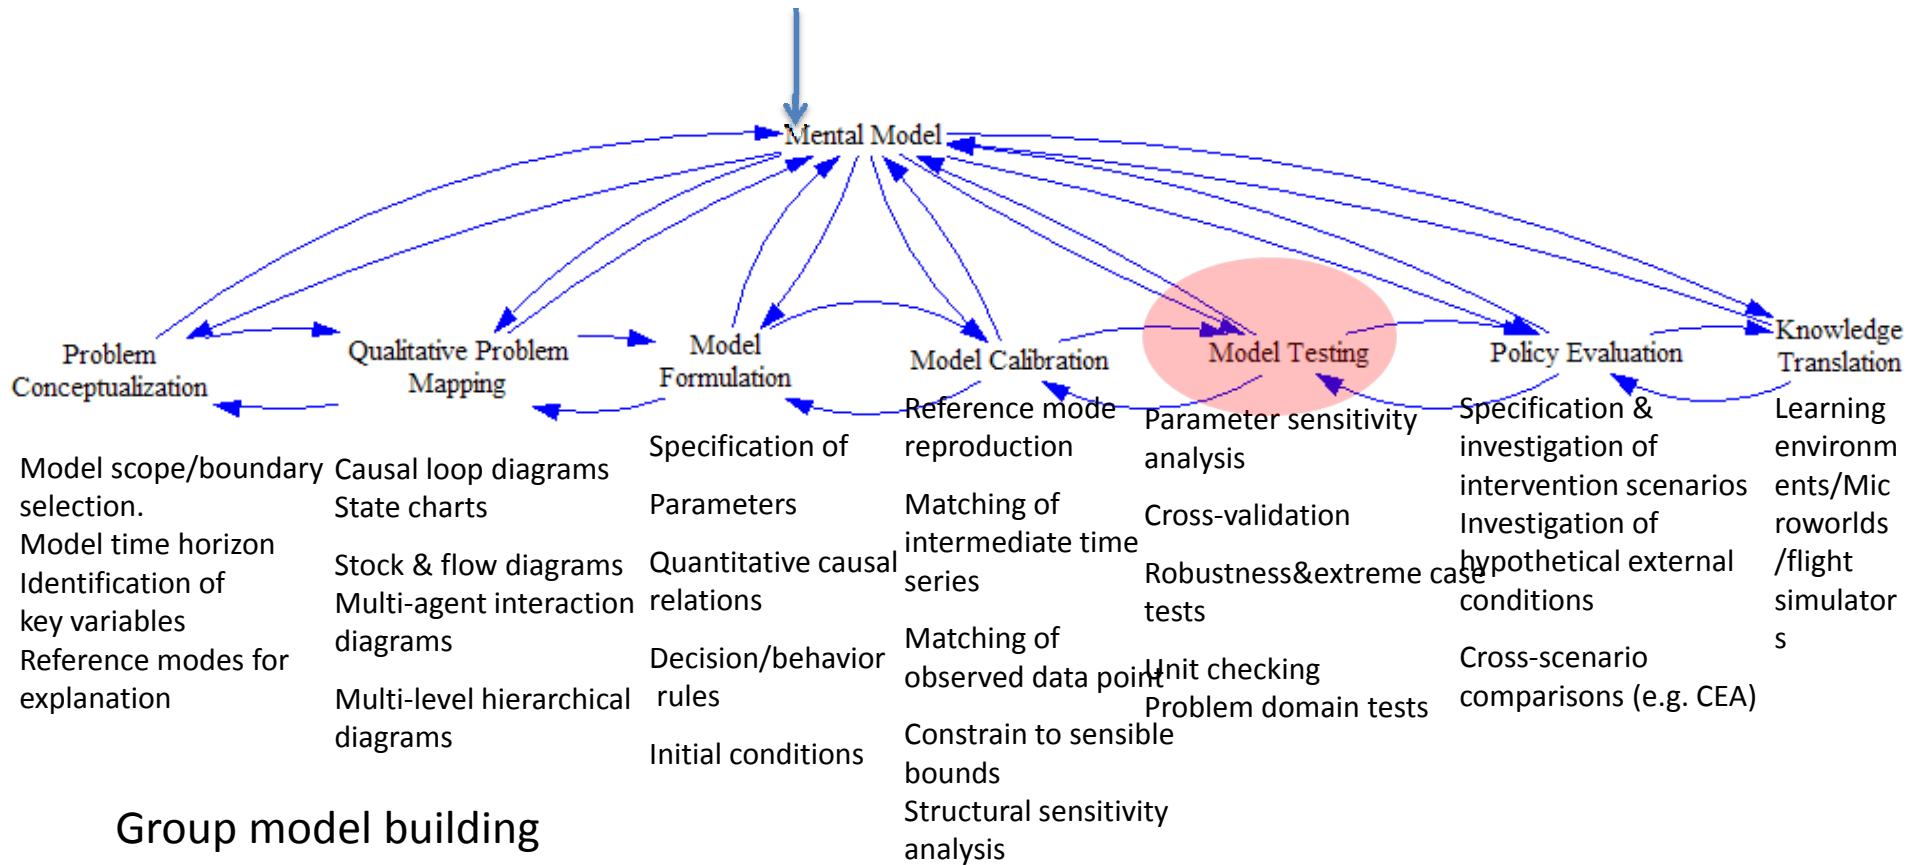 Mental Model
Problem
Conceptualization
Qualitative Problem
Mapping
Model
Formulation
Model Calibration
Model Testing
Policy Evaluation
Knowledge
Translation
Model scope/boundary
selection.
Model time horizon
Identification of
key variables
Reference modes for
explanation
Causal loop diagrams
State charts
Stock & flow diagrams
Multi-agent interaction
diagrams
Multi-level hierarchical
diagrams
Specification of
Parameters
Quantitative causal
relations
Decision/behavior
rules
Initial conditions
Reference mode
reproduction
Matching of
intermediate time
series
Matching of
observed data point
Constrain to sensible
bounds
Structural sensitivity
analysis
Parameter sensitivity
analysis
Cross-validation
Robustness&extreme case
tests
Unit checking
Problem domain tests
Specification &
investigation of
intervention scenarios
Investigation of
hypothetical external
conditions
Cross-scenario
comparisons (e.g. CEA)
Learning
environm
ents/Mic
roworlds
/flight
simulator
s
Group model building